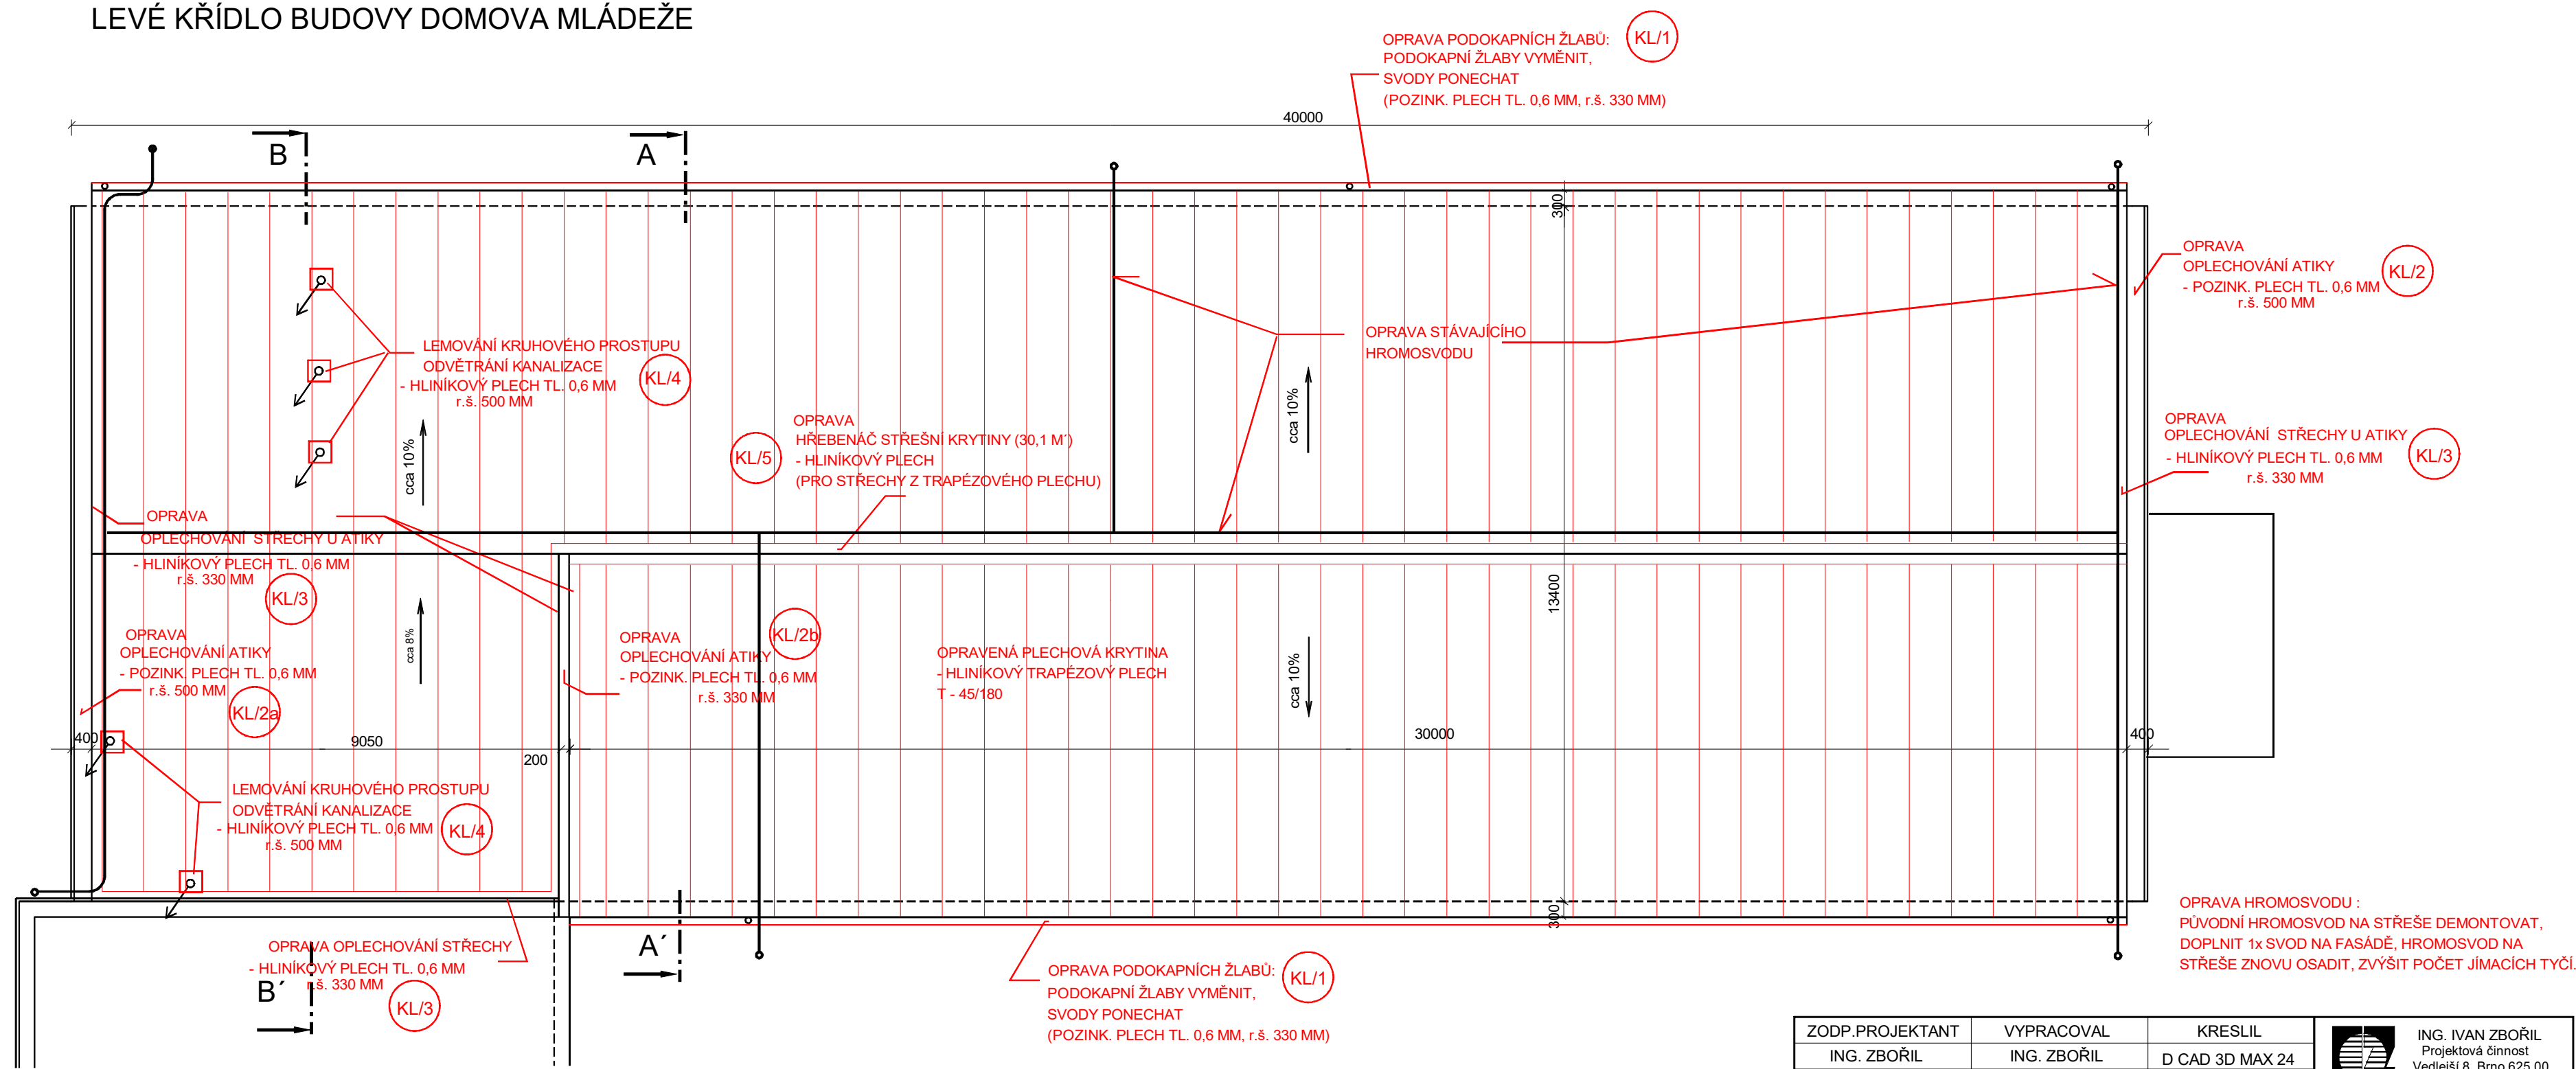 LEVÉ KŘÍDLO BUDOVY DOMOVA MLÁDEŽE
OPRAVA PODOKAPNÍCH ŽLABŮ:
KL/1
PODOKAPNÍ ŽLABY VYMĚNIT,
SVODY PONECHAT
(POZINK. PLECH TL. 0,6 MM, r.š. 330 MM)
40000
B
A
300
OPRAVA
OPLECHOVÁNÍ ATIKY
- POZINK. PLECH TL. 0,6 MM
r.š. 500 MM
KL/2
LEMOVÁNÍ KRUHOVÉHO PROSTUPU
ODVĚTRÁNÍ KANALIZACE
- HLINÍKOVÝ PLECH TL. 0,6 MM
r.š. 500 MM
KL/4
OPRAVA STÁVAJÍCÍHO
HROMOSVODU
cca 10%
cca 10%
KL/5
OPRAVA
HŘEBENÁČ STŘEŠNÍ KRYTINY (30,1 M´)
- HLINÍKOVÝ PLECH
(PRO STŘECHY Z TRAPÉZOVÉHO PLECHU)
OPRAVA
OPLECHOVÁNÍ  STŘECHY U ATIKY
- HLINÍKOVÝ PLECH TL. 0,6 MM
r.š. 330 MM
KL/3
OPRAVA
OPLECHOVÁNÍ  STŘECHY U ATIKY
- HLINÍKOVÝ PLECH TL. 0,6 MM
r.š. 330 MM
KL/3
13400
cca 8%
OPRAVA
OPLECHOVÁNÍ ATIKY
- POZINK. PLECH TL. 0,6 MM
r.š. 500 MM
KL/2a
OPRAVA
OPLECHOVÁNÍ ATIKY
- POZINK. PLECH TL. 0,6 MM
r.š. 330 MM
KL/2b
OPRAVENÁ PLECHOVÁ KRYTINA
- HLINÍKOVÝ TRAPÉZOVÝ PLECH
T - 45/180
cca 10%
400
9050
200
30000
400
LEMOVÁNÍ KRUHOVÉHO PROSTUPU
ODVĚTRÁNÍ KANALIZACE
- HLINÍKOVÝ PLECH TL. 0,6 MM
r.š. 500 MM
KL/4
300
OPRAVA OPLECHOVÁNÍ STŘECHY
- HLINÍKOVÝ PLECH TL. 0,6 MM
r.š. 330 MM
KL/3
B´
A´
OPRAVA PODOKAPNÍCH ŽLABŮ:
KL/1
PODOKAPNÍ ŽLABY VYMĚNIT,
SVODY PONECHAT
(POZINK. PLECH TL. 0,6 MM, r.š. 330 MM)
OPRAVA HROMOSVODU :
PŮVODNÍ HROMOSVOD NA STŘEŠE DEMONTOVAT,
DOPLNIT 1x SVOD NA FASÁDĚ, HROMOSVOD NA
STŘEŠE ZNOVU OSADIT, ZVÝŠIT POČET JÍMACÍCH TYČÍ.
ZODP.PROJEKTANT
VYPRACOVAL
KRESLIL
ING. ZBOŘIL
ING. ZBOŘIL
D CAD 3D MAX 24
ING. IVAN ZBOŘIL
Projektová činnost
Vedlejší 8, Brno 625 00